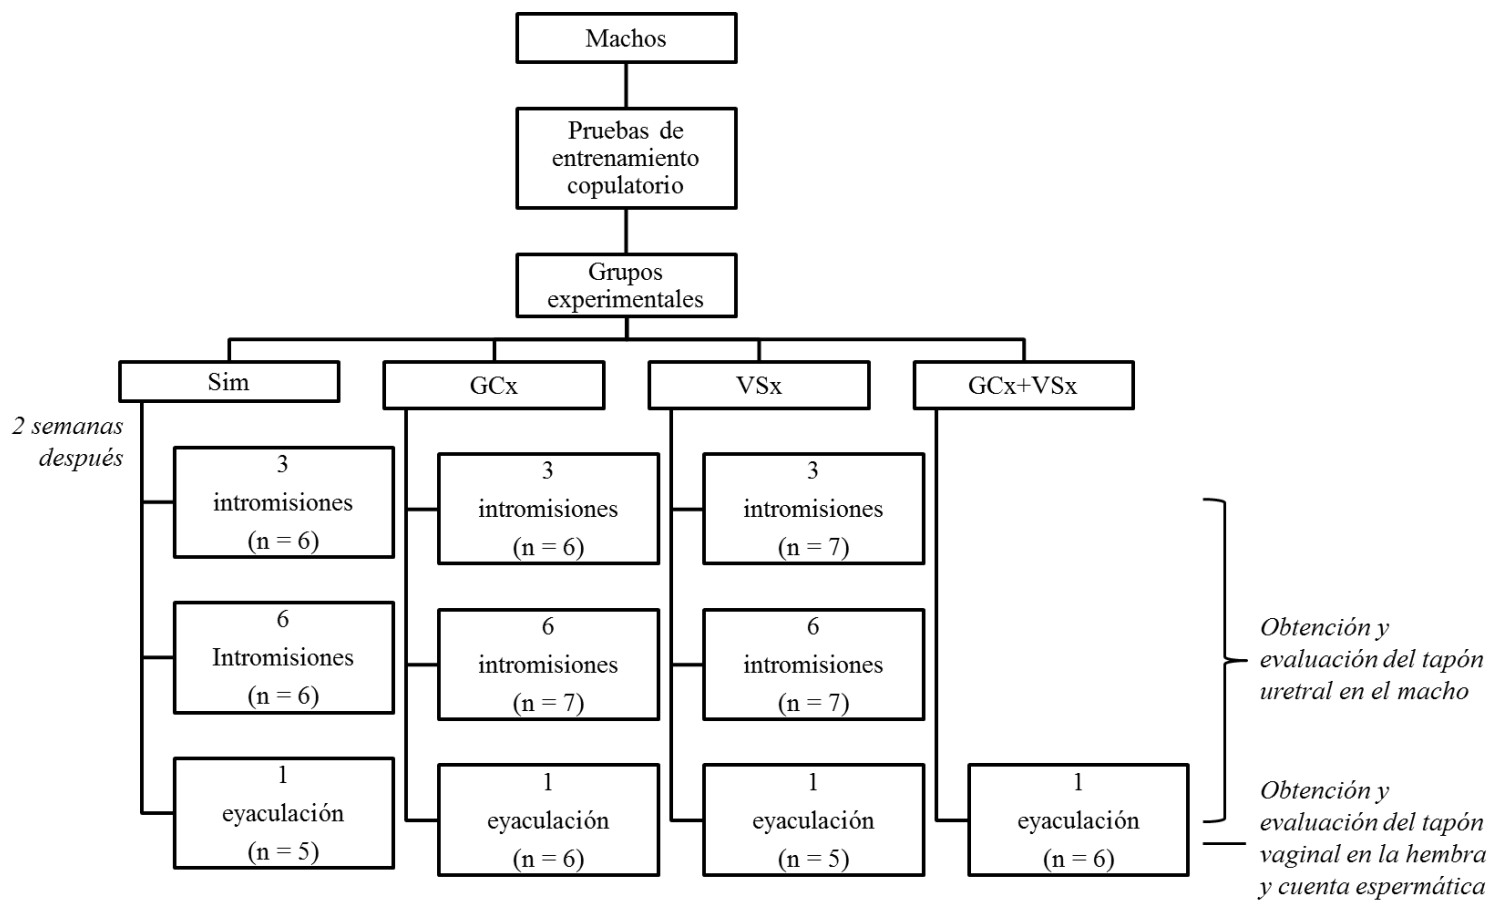 Machos
Pruebas de
entrenamiento
copulatorio
Grupos
experimentales
Sim
GCx
VSx
GCx+VSx
2 semanas
después
3
intromisiones
(n = 6)
3
intromisiones
(n = 6)
3
intromisiones
(n = 7)
6
Intromisiones
(n = 6)
6
intromisiones
(n = 7)
6
intromisiones
(n = 7)
Obtención y
evaluación del tapón
uretral en el macho
1
eyaculación
(n = 5)
1
eyaculación
(n = 6)
1
eyaculación
(n = 5)
1
eyaculación
(n = 6)
Obtención y
evaluación del tapón
vaginal en la hembra
y cuenta espermática